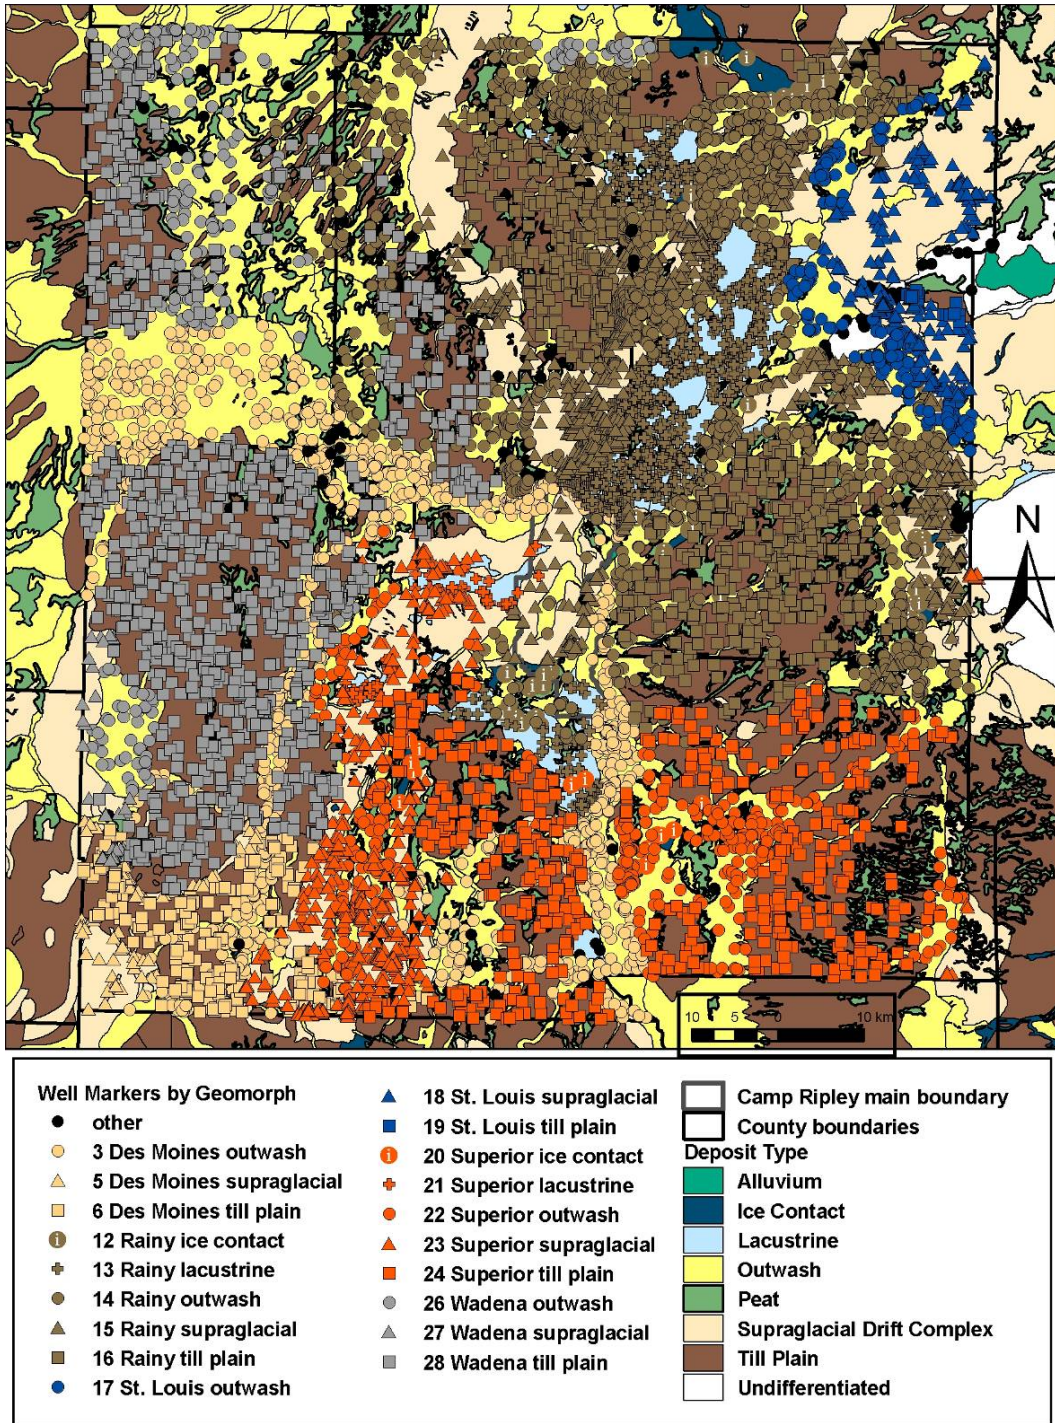 N
10 5 0 10 km
Well Markers by Geomorph
other
3 Des Moines outwash
5 Des Moines supraglacial
6 Des Moines till plain
12 Rainy ice contact
13 Rainy lacustrine
14 Rainy outwash
15 Rainy supraglacial
16 Rainy till plain
17 St. Louis outwash
18 St. Louis supraglacial
19 St. Louis till plain
20 Superior ice contact
21 Superior lacustrine
22 Superior outwash
23 Superior supraglacial
24 Superior till plain
26 Wadena outwash
27 Wadena supraglacial
28 Wadena till plain
Camp Ripley main boundary
County boundaries
Deposit Type
Alluvium
Ice Contact
Lacustrine
Outwash
Peat
Supraglacial Drift Complex
Till Plain
Undifferentiated